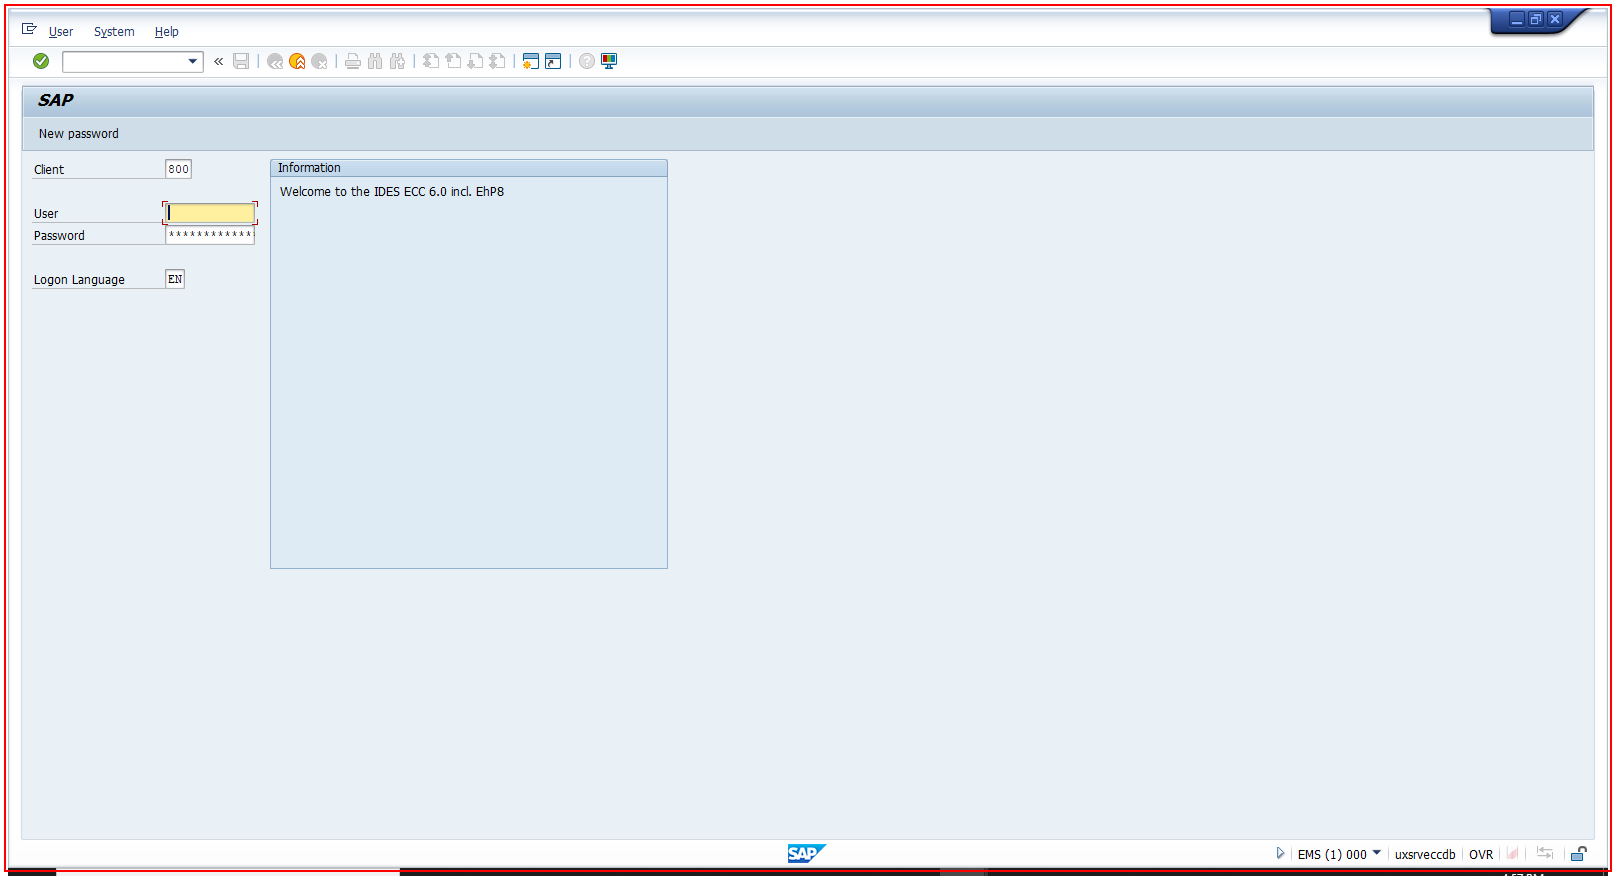 User System Help
SAP
New password
Client 800
Information
Welcome to the IDES ECC 6.0 incl. EhP8
User
Password ************
Logon Language EN
SAP
EMS (1) 000 uxsrveccdb OVR